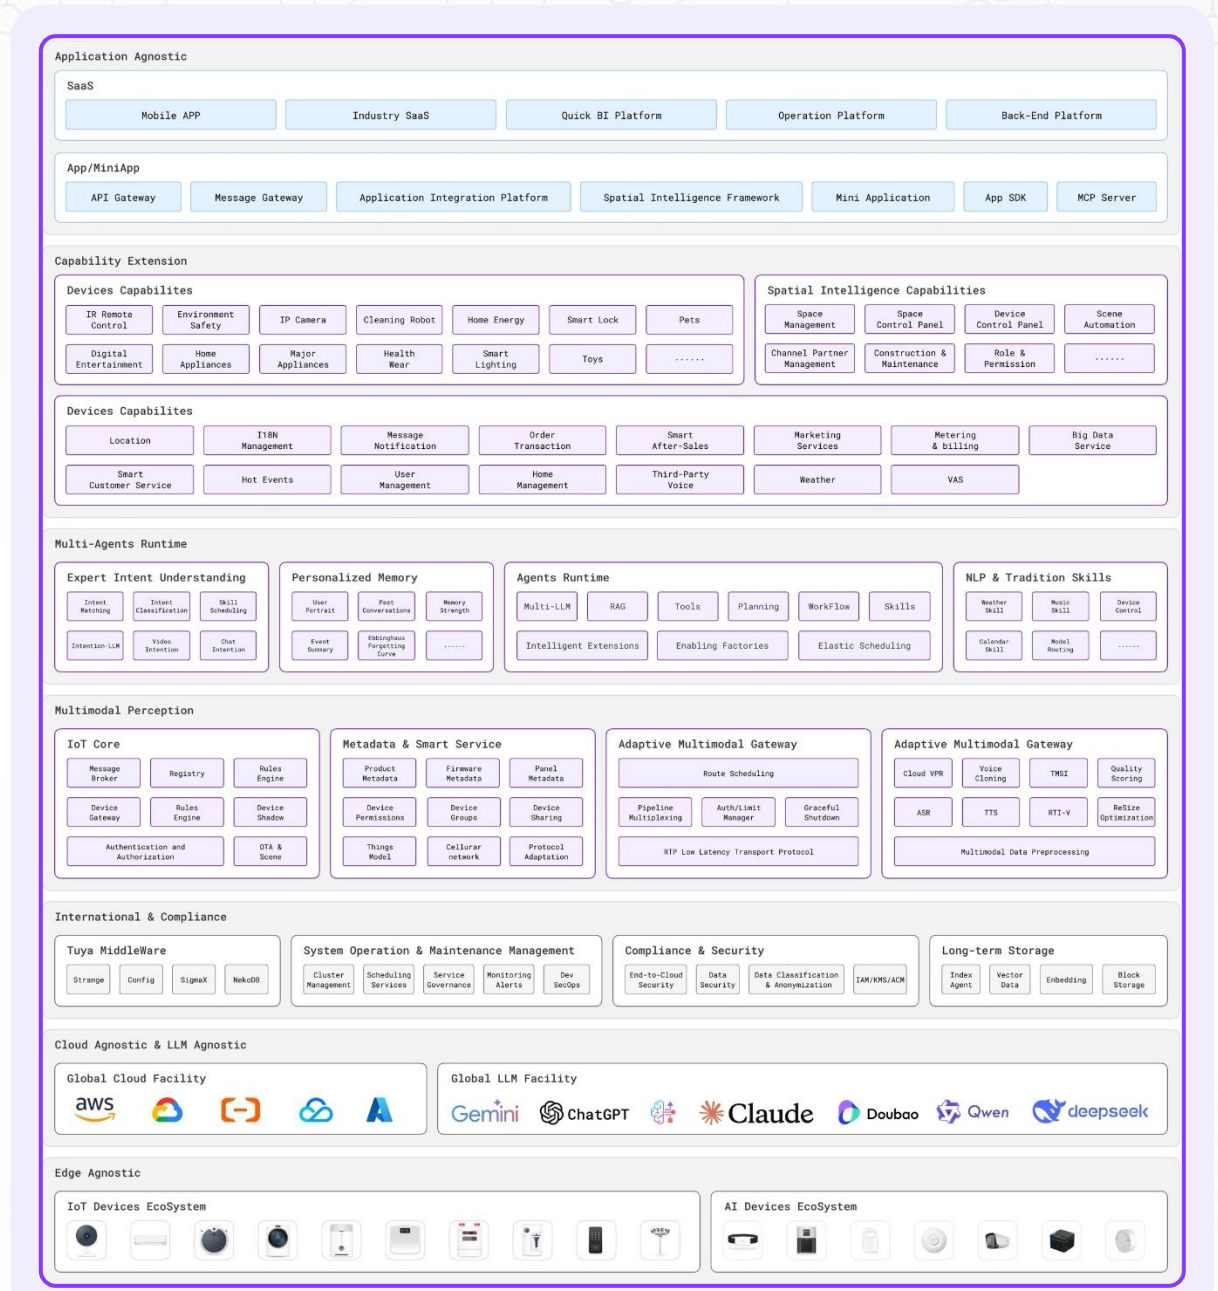 Application Agnostic
SaaS
Mobile APP
Industry SaaS
Quick BI Platform
Operation Platform
Back-End Platform
App/MiniApp
API Gateway
Message Gateway
Application Integration Platform
Spatial Intelligence Framework
Mini Application
App SDK
MCP Server
Capability Extension
Devices Capabilites
IR Remote
Control
Environment
Safety
IP Camera
Cleaning Robot
Home Energy
Smart Lock
Pets
Digital
Entertainment
Home
Appliances
Major
Appliances
Health
Wear
Smart
Lighting
Toys
......
Spatial Intelligence Capabilities
Space
Management
Space
Control Panel
Device
Control Panel
Scene
Automation
Channel Partner
Management
Construction &
Maintenance
Role &
Permission
......
Devices Capabilites
Location
I18N
Management
Message
Notification
Order
Transaction
Smart
After-Sales
Marketing
Services
Metering
& billing
Big Data
Service
Smart
Customer Service
Hot Events
User
Management
Home
Management
Third-Party
Voice
Weather
VAS
Multi-Agents Runtime
Expert Intent Understanding
Intent
Matching
Intent
Classification
Skill
Scheduling
Intention-LLM
Video
Intention
Chat
Intention
Personalized Memory
User
Portrait
Past
Conversations
Memory
Strength
Event
Summary
Ebbinghaus
Forgetting
Curve
......
Agents Runtime
Multi-LLM
RAG
Tools
Planning
WorkFlow
Skills
Intelligent Extensions
Enabling Factories
Elastic Scheduling
NLP & Tradition Skills
Weather
Skill
Music
Skill
Device
Control
Calendar
Skill
Model
Routing
......
Multimodal Perception
IoT Core
Message
Broker
Registry
Rules
Engine
Device
Gateway
Rules
Engine
Device
Shadow
Authentication and
Authorization
OTA &
Scene
Metadata & Smart Service
Product
Metadata
Firmware
Metadata
Panel
Metadata
Device
Permissions
Device
Groups
Device
Sharing
Things
Model
Cellurar
network
Protocol
Adaptation
Adaptive Multimodal Gateway
Route Scheduling
Pipeline
Multiplexing
Auth/Limit
Manager
Graceful
Shutdown
RTP Low Latency Transport Protocol
Adaptive Multimodal Gateway
Cloud VPR
Voice
Cloning
TMSI
Quality
Scoring
ASR
TTS
RTI-V
ReSize
Optimization
Multimodal Data Preprocessing
International & Compliance
Tuya MiddleWare
Strange
Config
SigmaX
NekoDB
System Operation & Maintenance Management
Cluster
Management
Scheduling
Services
Service
Governance
Monitoring
Alerts
Dev
SecOps
Compliance & Security
End-to-Cloud
Security
Data
Security
Data Classification
& Anonymization
IAM/KMS/ACM
Long-term Storage
Index
Agent
Vector
Data
Enbedding
Block
Storage
Cloud Agnostic & LLM Agnostic
Global Cloud Facility
aws
Global LLM Facility
Gemini
ChatGPT
Claude
Doubao
Qwen
deepseek
Edge Agnostic
IoT Devices EcoSystem
AI Devices EcoSystem